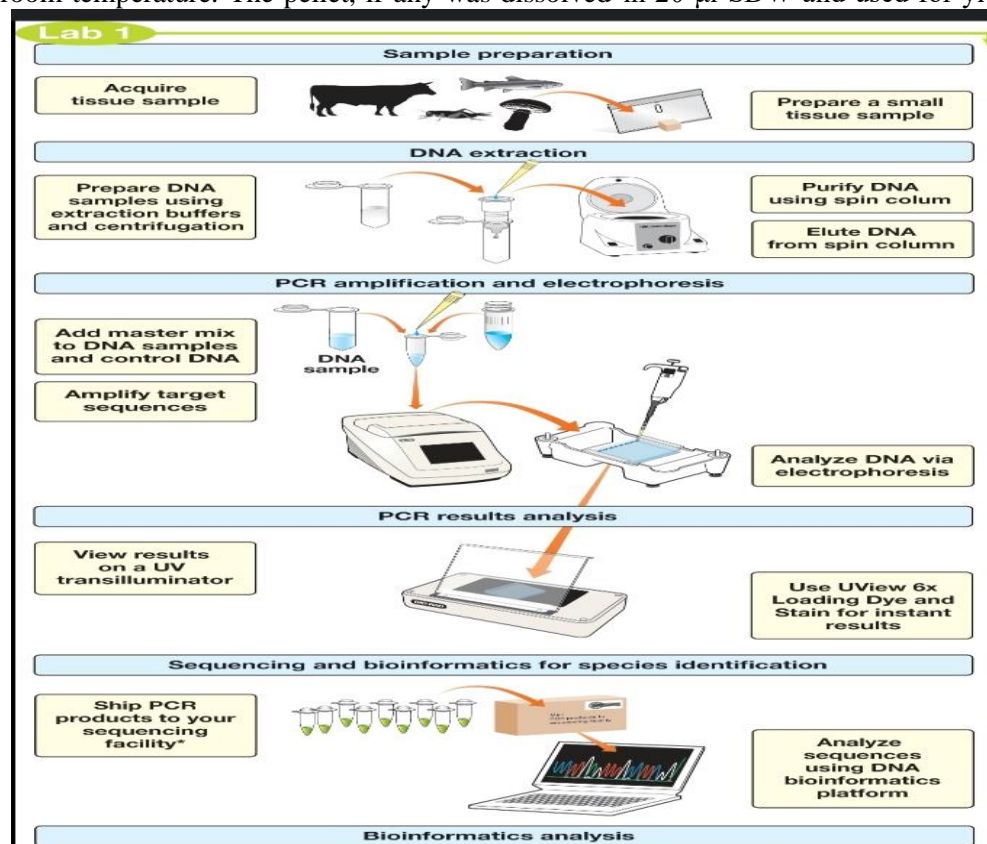 room temperature. The pellet, if any was dissolved in 20 µl SDW and used for
Lab 1
Sample preparation
Acquire
tissue sample
Prepare a small
tissue sample
DNA extraction
Prepare DNA
samples using
extraction buffers
and centrifugation
Purify DNA
using spin colum
Elute DNA
from spin column
PCR amplification and electrophoresis
Add master mix
to DNA samples
and control DNA
DNA
sample
Amplify target
sequences
Analyze DNA via
electrophoresis
PCR results analysis
View results
on a UV
transilluminator
Use UView 6x
Loading Dye and
Stain for instant
results
Sequencing and bioinformatics for species identification
Ship PCR
products to your
sequencing
facility*
Analyze
sequences
using DNA
bioinformatics
platform
Bioinformatics analysis